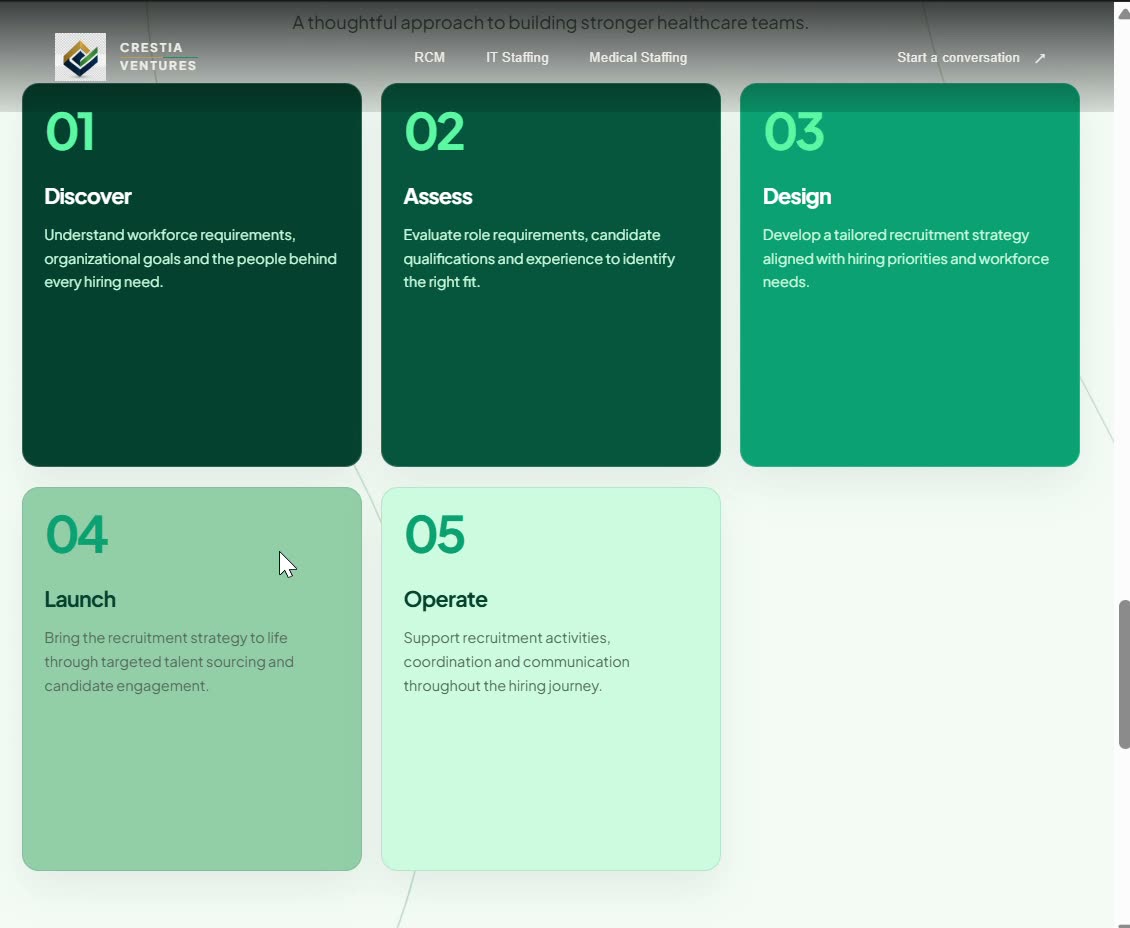 A thoughtful approach to building stronger healthcare teams.
CRESTIA
VENTURES
RCM
IT Staffing
Medical Staffing
Start a conversation ↗
01
Discover
Understand workforce requirements,
organizational goals and the people behind
every hiring need.
02
Assess
Evaluate role requirements, candidate
qualifications and experience to identify
the right fit.
03
Design
Develop a tailored recruitment strategy
aligned with hiring priorities and workforce
needs.
04
Launch
Bring the recruitment strategy to life
through targeted talent sourcing and
candidate engagement.
05
Operate
Support recruitment activities,
coordination and communication
throughout the hiring journey.